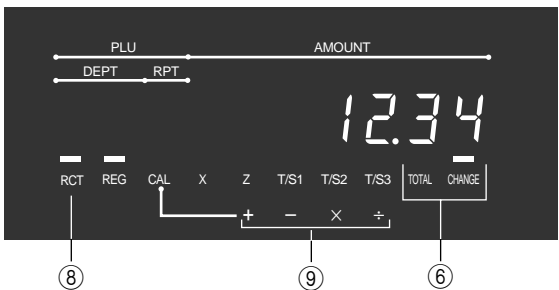 PLU AMOUNT
DEPT RPT
12.34
RCT REG CAL X Z T/S1 T/S2 T/S3 TOTAL CHANGE
+ − × ÷
⑧ ⑨ ⑥